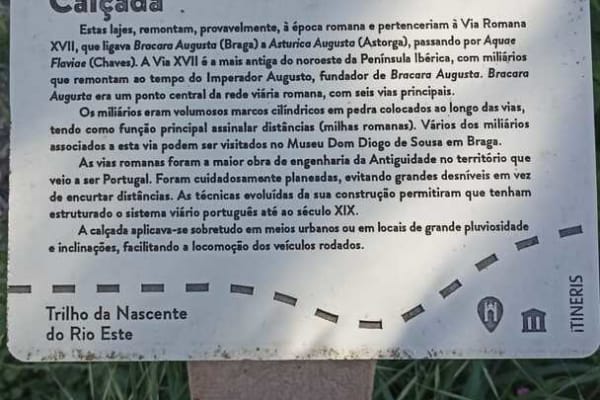 Calçada
Estas lajes, remontam, provavelmente, à época romana e pertenceriam à Via Romana
XVII, que ligava Bracara Augusta (Braga) a Asturica Augusta (Astorga), passando por Aquae
Flaviae (Chaves). A Via XVII é a mais antiga do noroeste da Península Ibérica, com miliários
que remontam ao tempo do Imperador Augusto, fundador de Bracara Augusta. Bracara
Augusta era um ponto central da rede viária romana, com seis vias principais.
Os miliários eram volumosos marcos cilíndricos em pedra colocados ao longo das vias,
tendo como função principal assinalar distâncias (milhas romanas). Vários dos miliários
associados a esta via podem ser visitados no Museu Dom Diogo de Sousa em Braga.
As vias romanas foram a maior obra de engenharia da Antiguidade no território que
veio a ser Portugal. Foram cuidadosamente planeadas, evitando grandes desníveis em vez
de encurtar distâncias. As técnicas evoluídas da sua construção permitiram que tenham
estruturado o sistema viário português até ao século XIX.
A calçada aplicava-se sobretudo em meios urbanos ou em locais de grande pluviosidade
e inclinações, facilitando a locomoção dos veículos rodados.
Trilho da Nascente
do Rio Este
iTINERIS